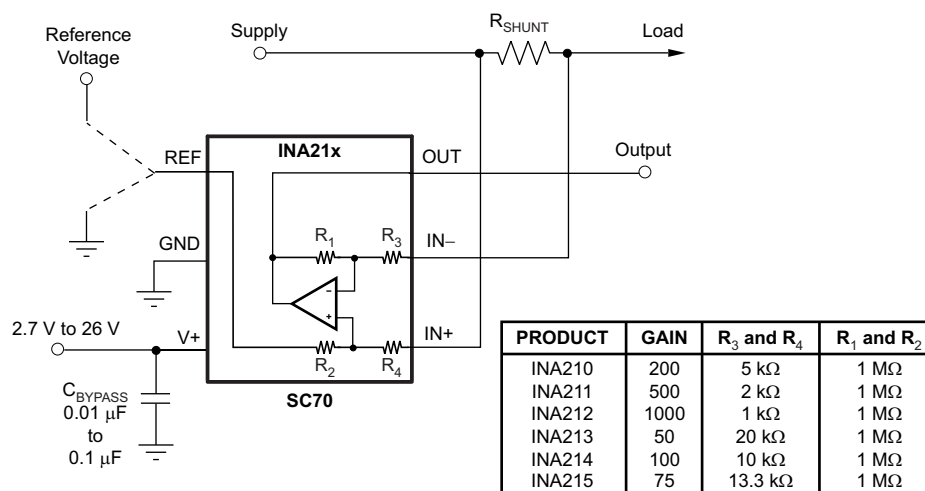 R_SHUNT
Reference
Voltage
Supply
Load
INA21x
REF
OUT
Output
GND
R₁
R₃
IN−
−
+
2.7 V to 26 V
V+
R₂
R₄
IN+
C_BYPASS
0.01 μF
to
0.1 μF
SC70
PRODUCT GAIN R₃ and R₄ R₁ and R₂
INA210 200 5 kΩ 1 MΩ
INA211 500 2 kΩ 1 MΩ
INA212 1000 1 kΩ 1 MΩ
INA213 50 20 kΩ 1 MΩ
INA214 100 10 kΩ 1 MΩ
INA215 75 13.3 kΩ 1 MΩ